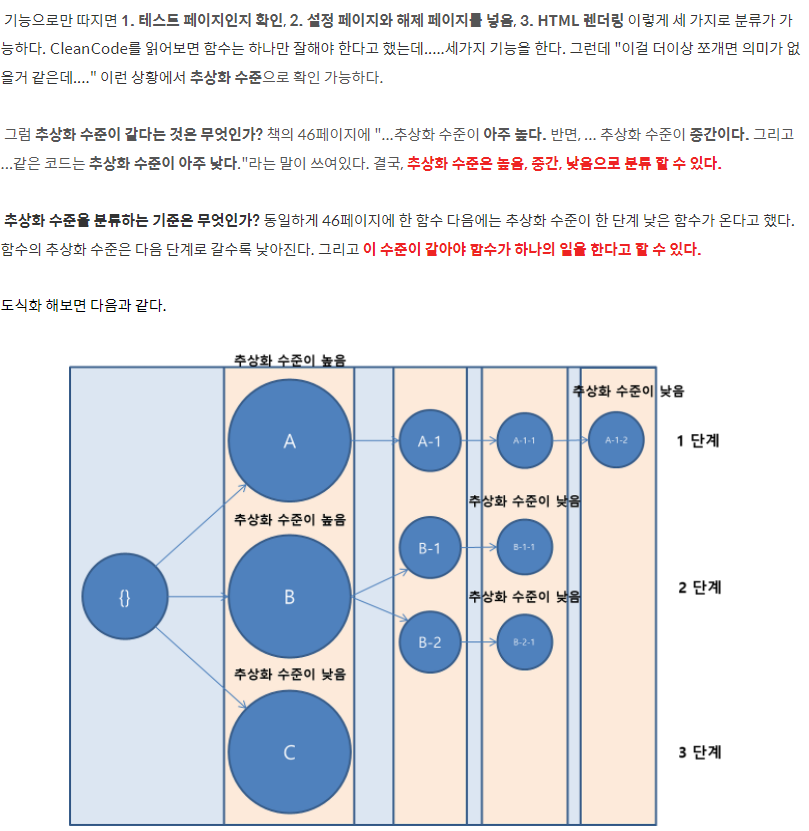 기능으로만 따지면 1. 테스트 페이지인지 확인, 2. 설정 페이지와 해제 페이지를 넣음, 3. HTML 렌더링 이렇게 세 가지로 분류가 가
능하다. CleanCode를 읽어보면 함수는 하나만 잘해야 한다고 했는데.....세가지 기능을 한다. 그런데 "이걸 더이상 쪼개면 의미가 없
을거 같은데...." 이런 상황에서 추상화 수준으로 확인 가능하다.
그럼 추상화 수준이 같다는 것은 무엇인가? 책의 46페이지에 "...추상화 수준이 아주 높다. 반면, ... 추상화 수준이 중간이다. 그리고
...같은 코드는 추상화 수준이 아주 낮다."라는 말이 쓰여있다. 결국, 추상화 수준은 높음, 중간, 낮음으로 분류 할 수 있다.
추상화 수준을 분류하는 기준은 무엇인가? 동일하게 46페이지에 한 함수 다음에는 추상화 수준이 한 단계 낮은 함수가 온다고 했다.
함수의 추상화 수준은 다음 단계로 갈수록 낮아진다. 그리고 이 수준이 같아야 함수가 하나의 일을 한다고 할 수 있다.
도식화 해보면 다음과 같다.
추상화 수준이 높음
추상화 수준이 낮음
A
A-1
A-1-1
A-1-2
1 단계
추상화 수준이 낮음
추상화 수준이 높음
B-1
B-1-1
{}
B
2 단계
추상화 수준이 낮음
B-2
B-2-1
추상화 수준이 낮음
C
3 단계